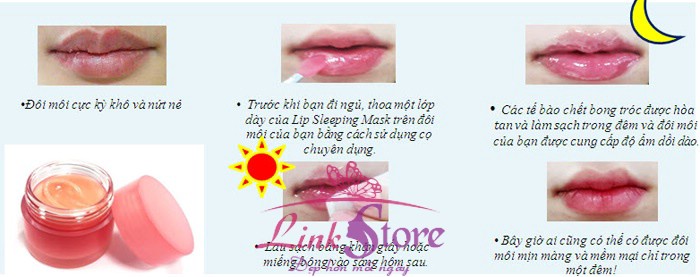 •Đôi môi cực kỳ khô và nứt nẻ
• Trước khi bạn đi ngủ, thoa một lớp
dày của Lip Sleeping Mask trên đôi
môi của bạn bằng cách sử dụng cọ
chuyên dụng.
• Các tế bào chết bong tróc được hòa
tan và làm sạch trong đêm và đôi môi
của bạn được cung cấp độ ẩm dồi dào.
• Lau sạch bằng khăn giấy hoặc
miếng bông vào sáng hôm sau.
Link Store
Đẹp hơn mỗi ngày
• Bây giờ ai cũng có thể có được đôi
môi mịn màng và mềm mại chỉ trong
một đêm!